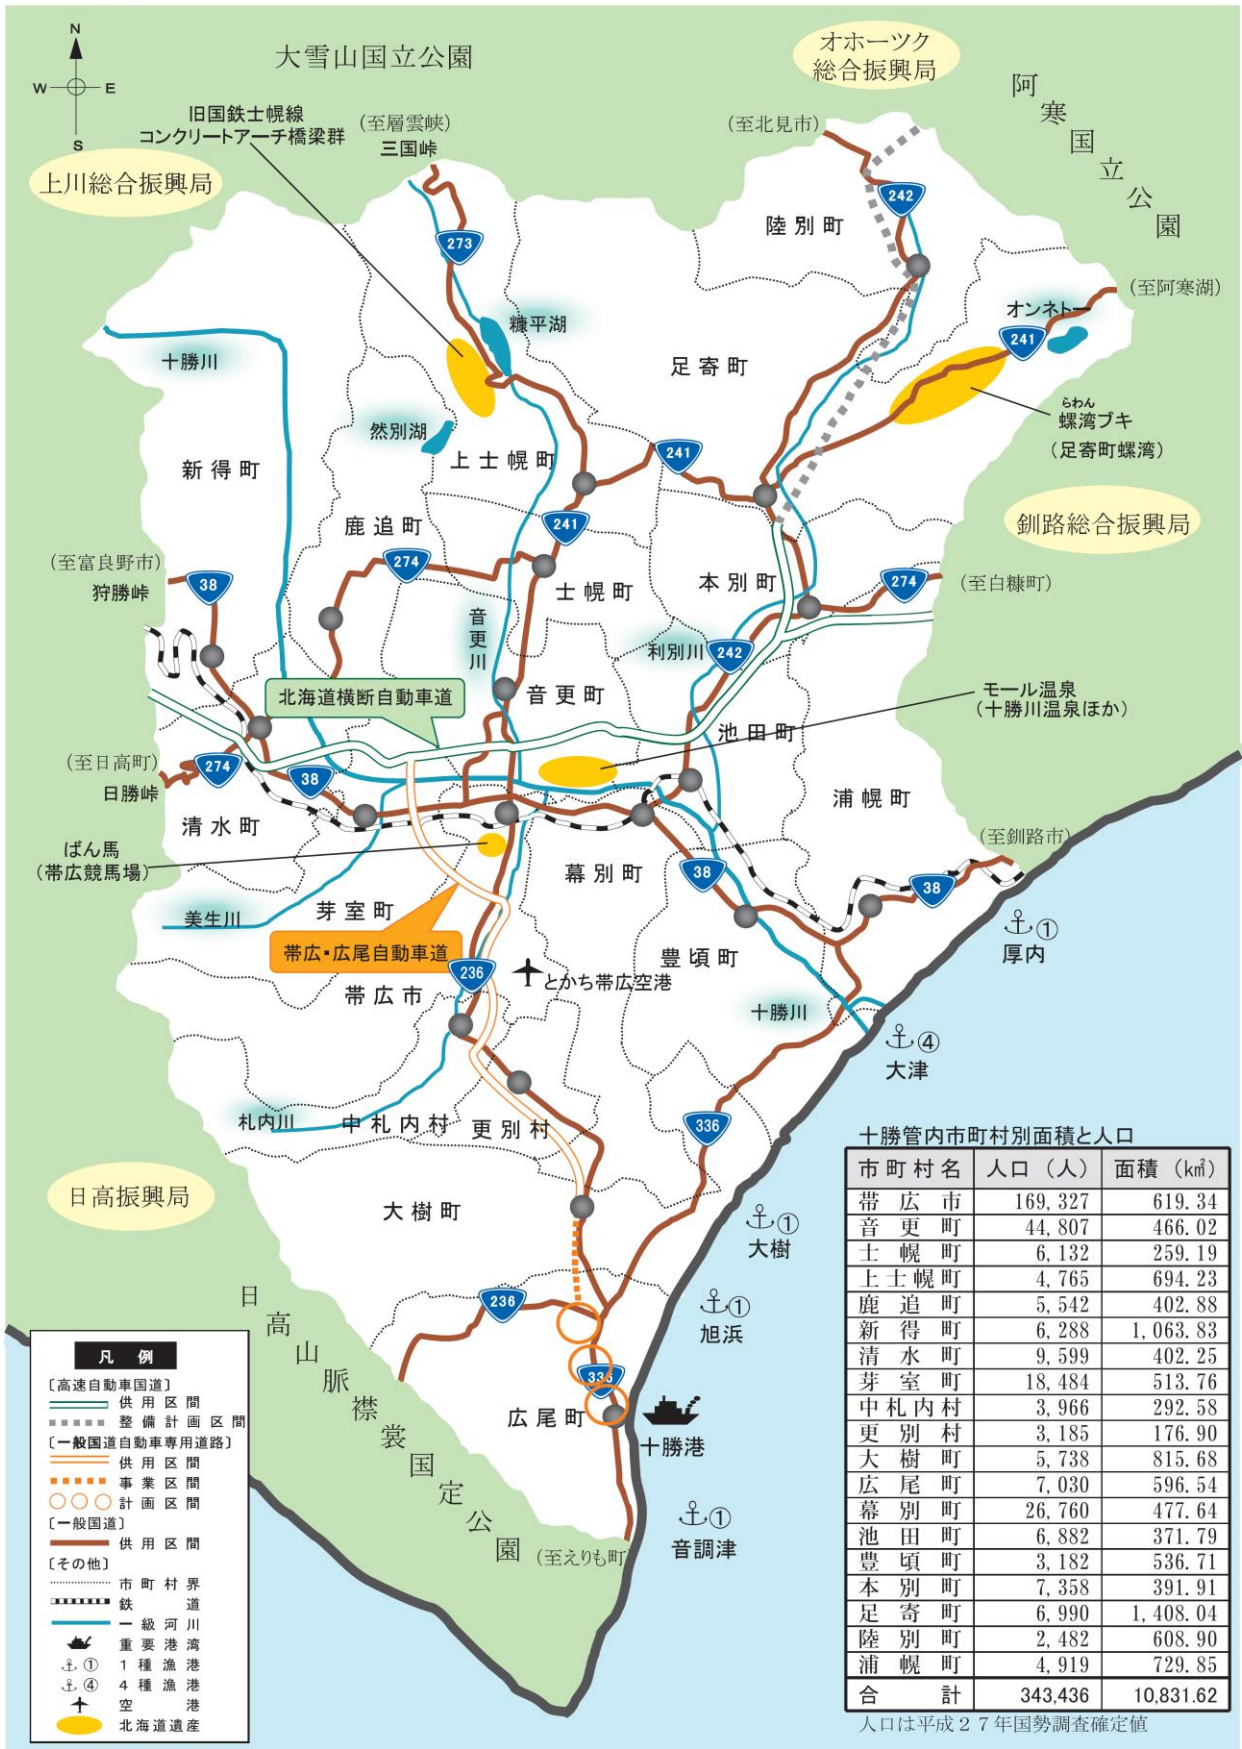 N
W E
S
大雪山国立公園
オホーツク
総合振興局
阿寒国立公園
旧国鉄士幌線
コンクリートアーチ橋梁群
(至層雲峡)
三国峠
(至北見市)
上川総合振興局
242
陸別町
273
(至阿寒湖)
オンネトー
糠平湖
241
十勝川
足寄町
らわん
螺湾ブキ
(足寄町螺湾)
然別湖
上士幌町
241
新得町
鹿追町
241
釧路総合振興局
(至富良野市)
狩勝峠
38
274
士幌町
本別町
274
(至白糠町)
音更川
利別川
242
北海道横断自動車道
音更町
モール温泉
(十勝川温泉ほか)
池田町
(至日高町)
日勝峠
274
38
清水町
浦幌町
(至釧路市)
ばん馬
(帯広競馬場)
幕別町
38
38
美生川
芽室町
①
厚内
帯広・広尾自動車道
豊頃町
236
とかち帯広空港
帯広市
十勝川
④
大津
札内川
中札内村
更別村
336
日高振興局
大樹町
①
大樹
236
①
旭浜
日高山脈襟裳国定公園
336
広尾町
十勝港
①
音調津
(至えりも町)
凡例
〔高速自動車国道〕
供用区間
整備計画区間
〔一般国道自動車専用道路〕
供用区間
事業区間
計画区間
〔一般国道〕
供用区間
〔その他〕
市町村界
鉄道
一級河川
重要港湾
① 1種漁港
④ 4種漁港
空港
北海道遺産
十勝管内市町村別面積と人口
市町村名 人口(人) 面積(㎢)
帯広市 169,327 619.34
音更町 44,807 466.02
士幌町 6,132 259.19
上士幌町 4,765 694.23
鹿追町 5,542 402.88
新得町 6,288 1,063.83
清水町 9,599 402.25
芽室町 18,484 513.76
中札内村 3,966 292.58
更別村 3,185 176.90
大樹町 5,738 815.68
広尾町 7,030 596.54
幕別町 26,760 477.64
池田町 6,882 371.79
豊頃町 3,182 536.71
本別町 7,358 391.91
足寄町 6,990 1,408.04
陸別町 2,482 608.90
浦幌町 4,919 729.85
合計 343,436 10,831.62
人口は平成27年国勢調査確定値